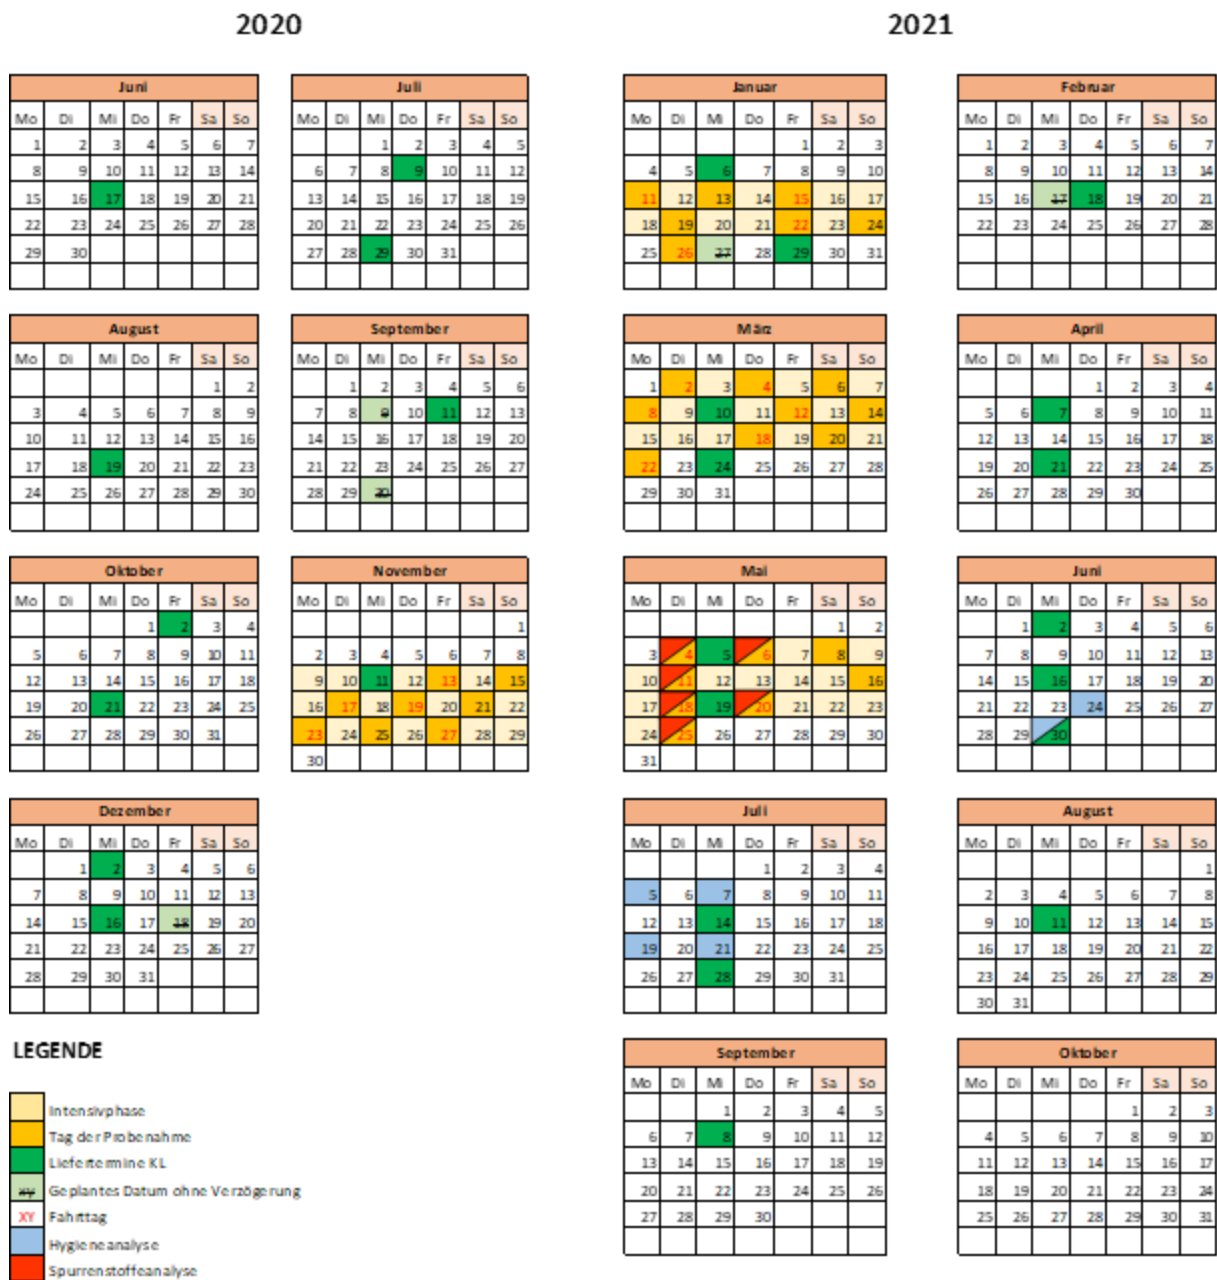 2020 2021
Juni Juli Januar Februar
Mo Di Mi Do Fr Sa So Mo Di Mi Do Fr Sa So Mo Di Mi Do Fr Sa So Mo Di Mi Do Fr Sa So
1 2 3 4 5 6 7 1 2 3 4 5 1 2 3 1 2 3 4 5 6 7
8 9 10 11 12 13 14 6 7 8 9 10 11 12 4 5 6 7 8 9 10 8 9 10 11 12 13 14
15 16 17 18 19 20 21 13 14 15 16 17 18 19 11 12 13 14 15 16 17 15 16 17 18 19 20 21
22 23 24 25 26 27 28 20 21 22 23 24 25 26 18 19 20 21 22 23 24 22 23 24 25 26 27 28
29 30 27 28 29 30 31 25 26 27 28 29 30 31
August September März April
Mo Di Mi Do Fr Sa So Mo Di Mi Do Fr Sa So Mo Di Mi Do Fr Sa So Mo Di Mi Do Fr Sa So
1 2 1 2 3 4 5 6 1 2 3 4 5 6 7 1 2 3 4
3 4 5 6 7 8 9 7 8 9 10 11 12 13 8 9 10 11 12 13 14 5 6 7 8 9 10 11
10 11 12 13 14 15 16 14 15 16 17 18 19 20 15 16 17 18 19 20 21 12 13 14 15 16 17 18
17 18 19 20 21 22 23 21 22 23 24 25 26 27 22 23 24 25 26 27 28 19 20 21 22 23 24 25
24 25 26 27 28 29 30 28 29 30 29 30 31 26 27 28 29 30
Oktober November Mai Juni
Mo Di Mi Do Fr Sa So Mo Di Mi Do Fr Sa So Mo Di Mi Do Fr Sa So Mo Di Mi Do Fr Sa So
1 2 3 4 1 1 2 1 2 3 4 5 6
5 6 7 8 9 10 11 2 3 4 5 6 7 8 3 4 5 6 7 8 9 7 8 9 10 11 12 13
12 13 14 15 16 17 18 9 10 11 12 13 14 15 10 11 12 13 14 15 16 14 15 16 17 18 19 20
19 20 21 22 23 24 25 16 17 18 19 20 21 22 17 18 19 20 21 22 23 21 22 23 24 25 26 27
26 27 28 29 30 31 23 24 25 26 27 28 29 24 25 26 27 28 29 30 28 29 30
30 31
Dezember Juli August
Mo Di Mi Do Fr Sa So Mo Di Mi Do Fr Sa So Mo Di Mi Do Fr Sa So
1 2 3 4 5 6 1 2 3 4 1
7 8 9 10 11 12 13 5 6 7 8 9 10 11 2 3 4 5 6 7 8
14 15 16 17 18 19 20 12 13 14 15 16 17 18 9 10 11 12 13 14 15
21 22 23 24 25 26 27 19 20 21 22 23 24 25 16 17 18 19 20 21 22
28 29 30 31 26 27 28 29 30 31 23 24 25 26 27 28 29
30 31
LEGENDE
September Oktober
Mo Di Mi Do Fr Sa So Mo Di Mi Do Fr Sa So
1 2 3 4 5 1 2 3
6 7 8 9 10 11 12 4 5 6 7 8 9 10
13 14 15 16 17 18 19 11 12 13 14 15 16 17
20 21 22 23 24 25 26 18 19 20 21 22 23 24
27 28 29 30 25 26 27 28 29 30 31
Intensivphase
Tag der Probenahme
Liefertermine KL
xy Geplantes Datum ohne Verzögerung
XY Fahrttag
Hygieneanalyse
Spurrenstoffeanalyse